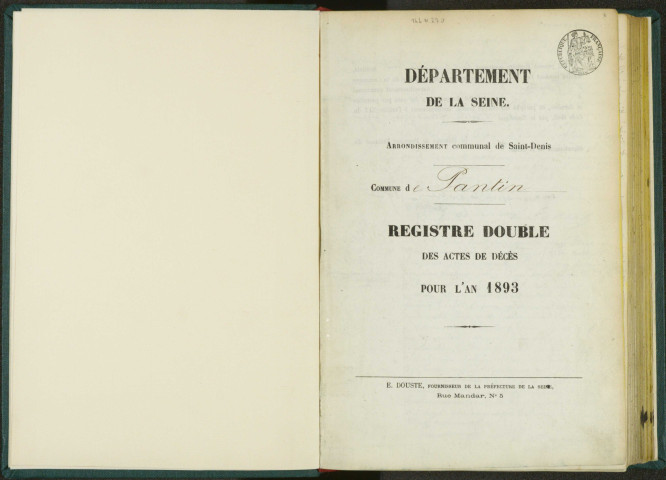 DÉPARTEMENT
DE LA SEINE.
ARRONDISSEMENT communal de Saint-Denis
COMMUNE de Pantin
REGISTRE DOUBLE
DES ACTES DE DÉCÈS
POUR L'AN 1893
E. DOUSTE, FOURNISSEUR DE LA PRÉFECTURE DE LA SEINE,
Rue Mandar, N° 5